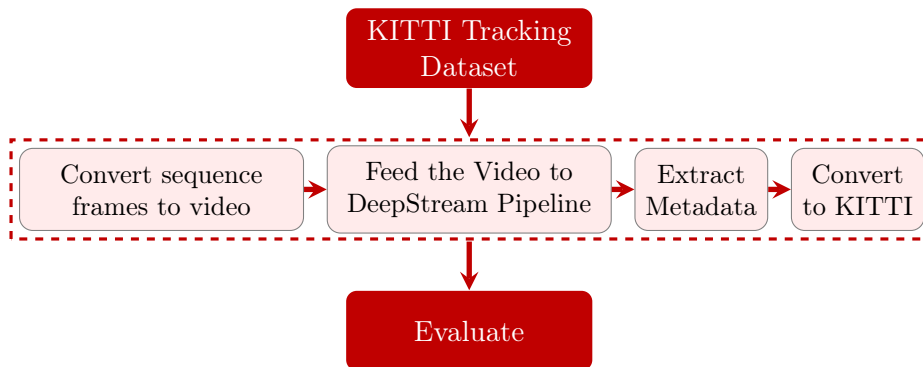 KITTI Tracking
Dataset
Convert sequence
frames to video
Feed the Video to
DeepStream Pipeline
Extract
Metadata
Convert
to KITTI
Evaluate